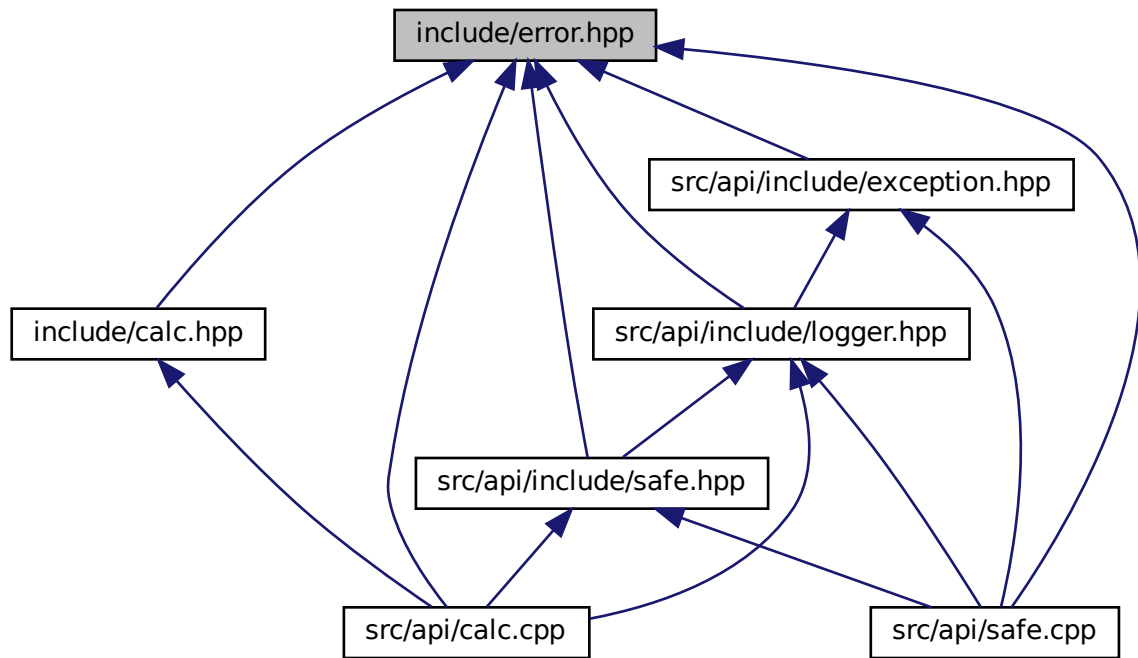 include/error.hpp
src/api/include/exception.hpp
include/calc.hpp
src/api/include/logger.hpp
src/api/include/safe.hpp
src/api/calc.cpp
src/api/safe.cpp